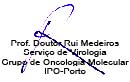 Prof. Doutor Rui Medeiros
Serviço de Virologia
Grupo de Oncologia Molecular
IPO-Porto